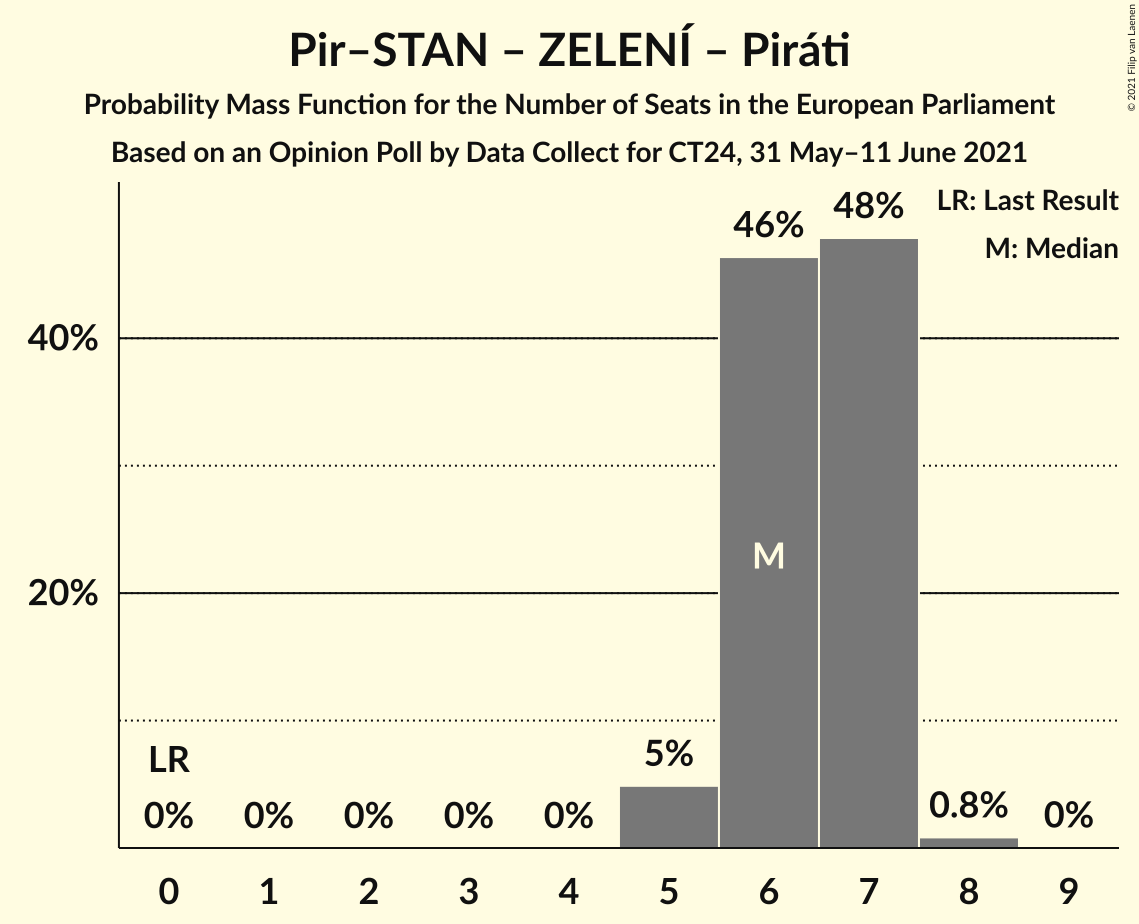 Pir–STAN – ZELENÍ – Piráti
Probability Mass Function for the Number of Seats in the European Parliament
Based on an Opinion Poll by Data Collect for CT24, 31 May–11 June 2021
© 2021 Filip van Laenen
LR: Last Result
M: Median
48%
46%
40%
M
20%
LR
5%
0% 0% 0% 0% 0% 0.8% 0%
0 1 2 3 4 5 6 7 8 9